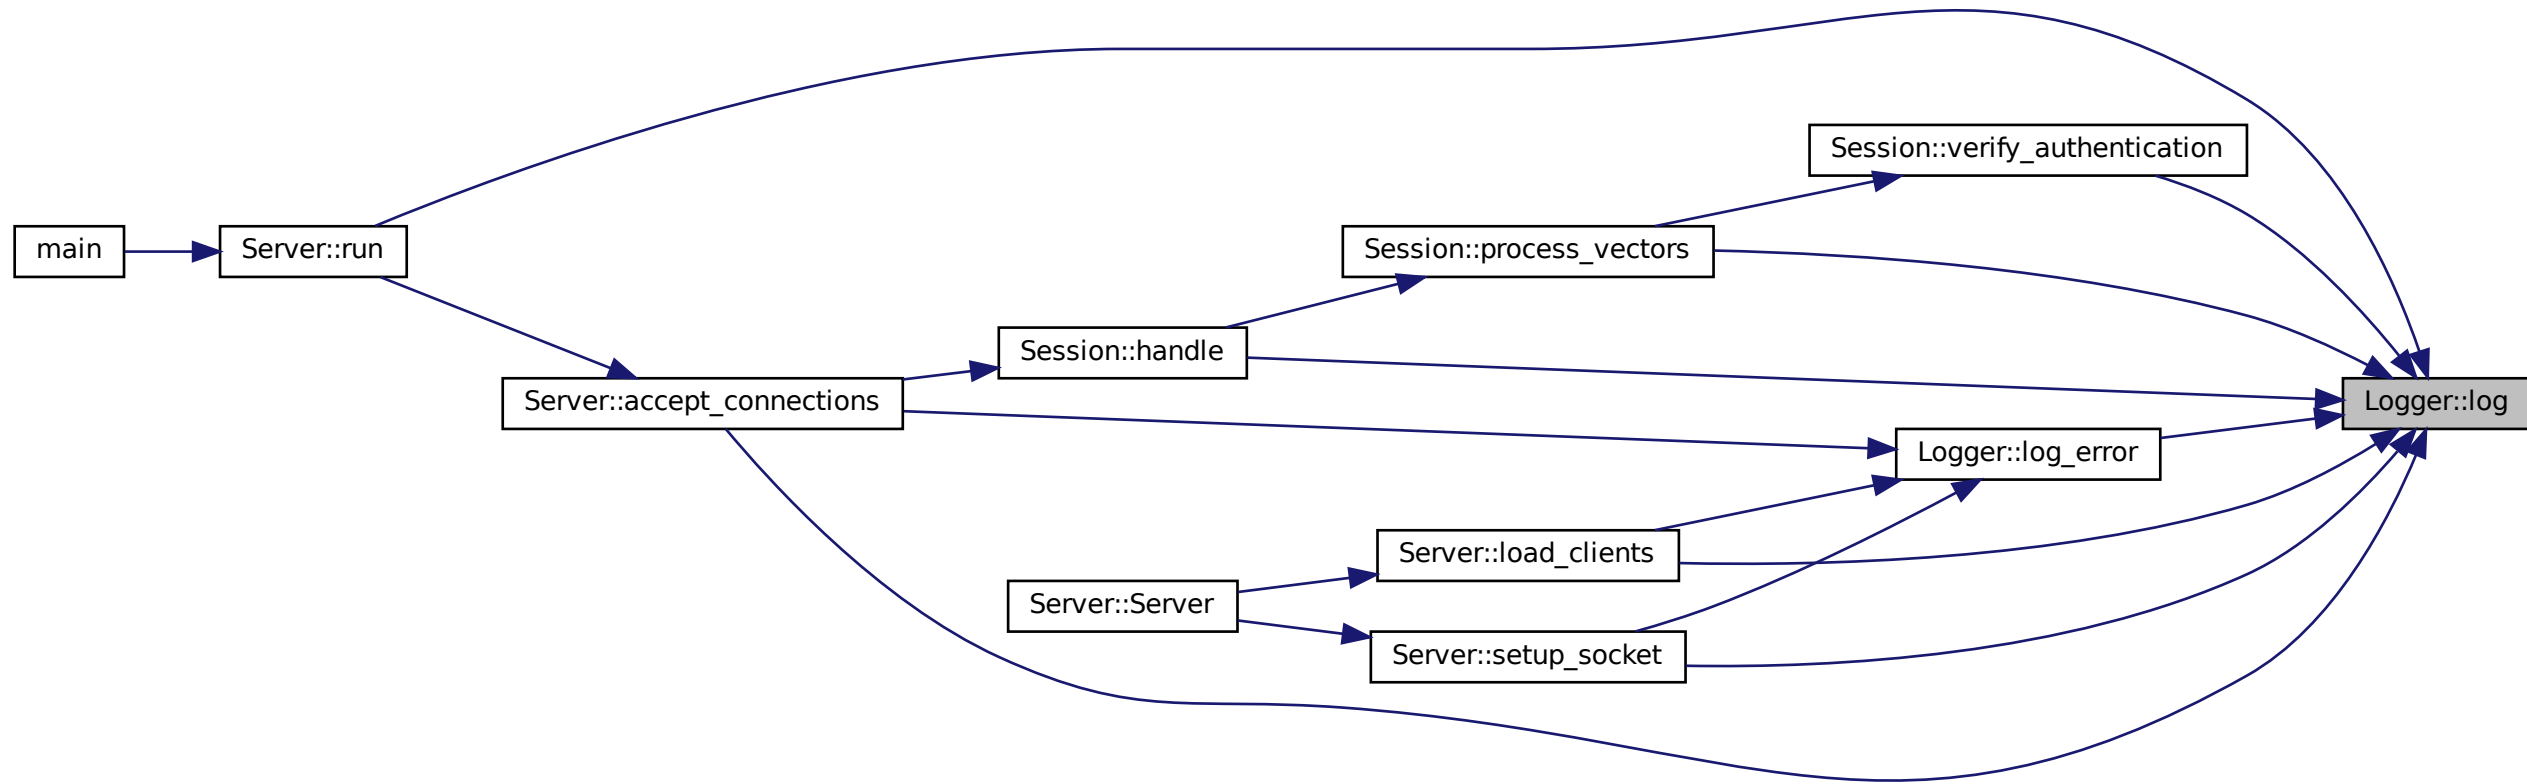 Session::verify_authentication
main
Server::run
Session::process_vectors
Session::handle
Server::accept_connections
Logger::log
Logger::log_error
Server::load_clients
Server::Server
Server::setup_socket